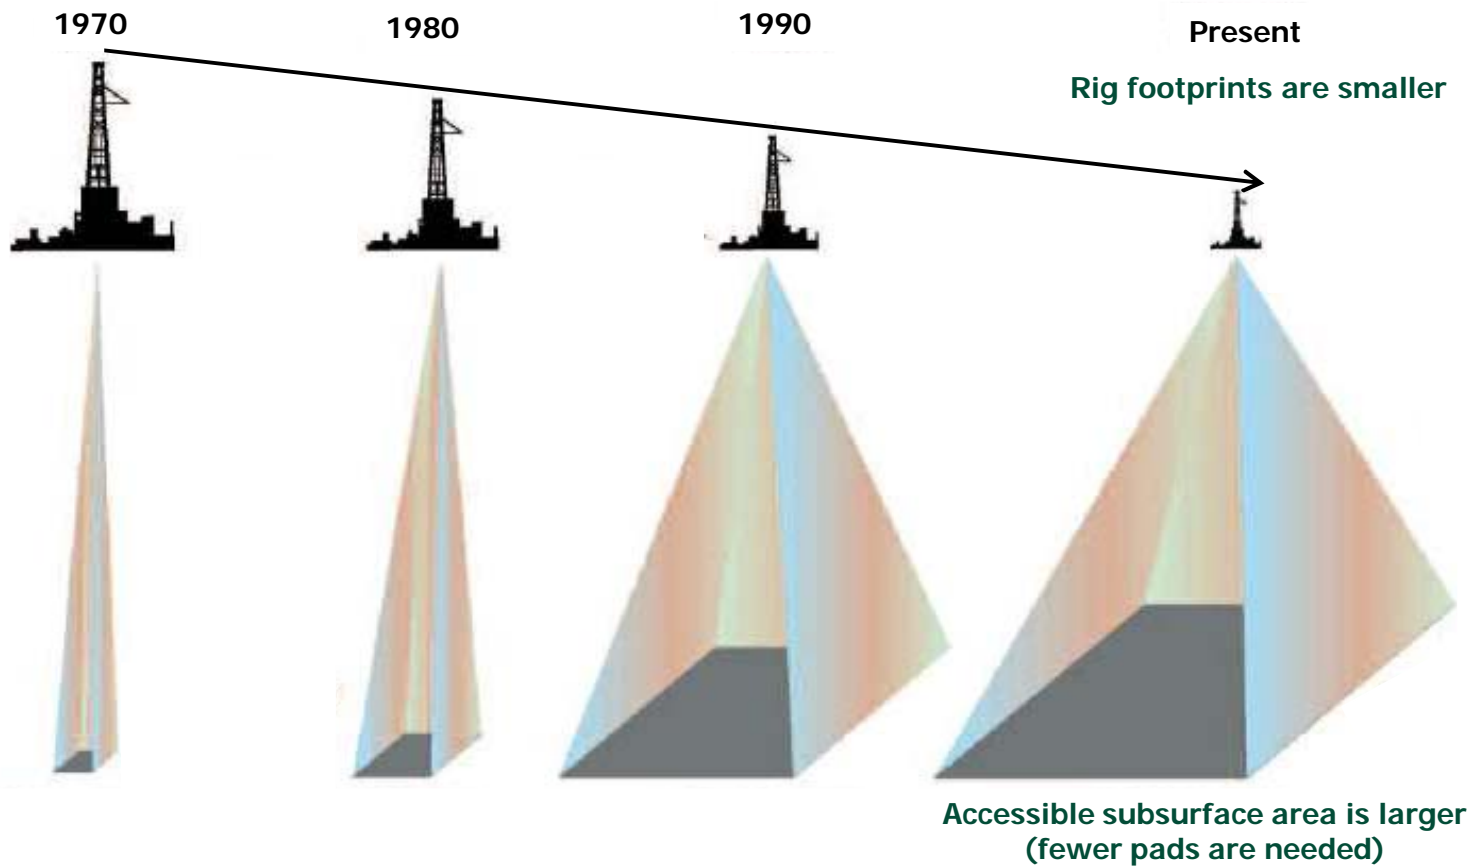 1970
1980
1990
Present
Rig footprints are smaller
Accessible subsurface area is larger
(fewer pads are needed)